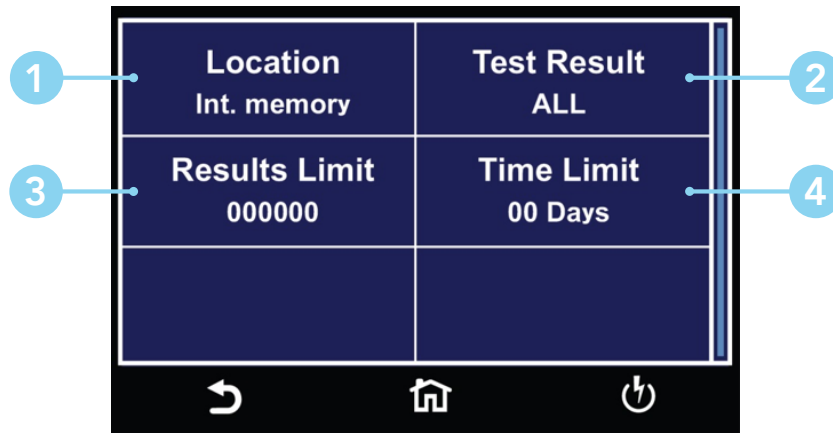 1
Location
Int. memory
Test Result
ALL
2
3
Results Limit
000000
Time Limit
00 Days
4